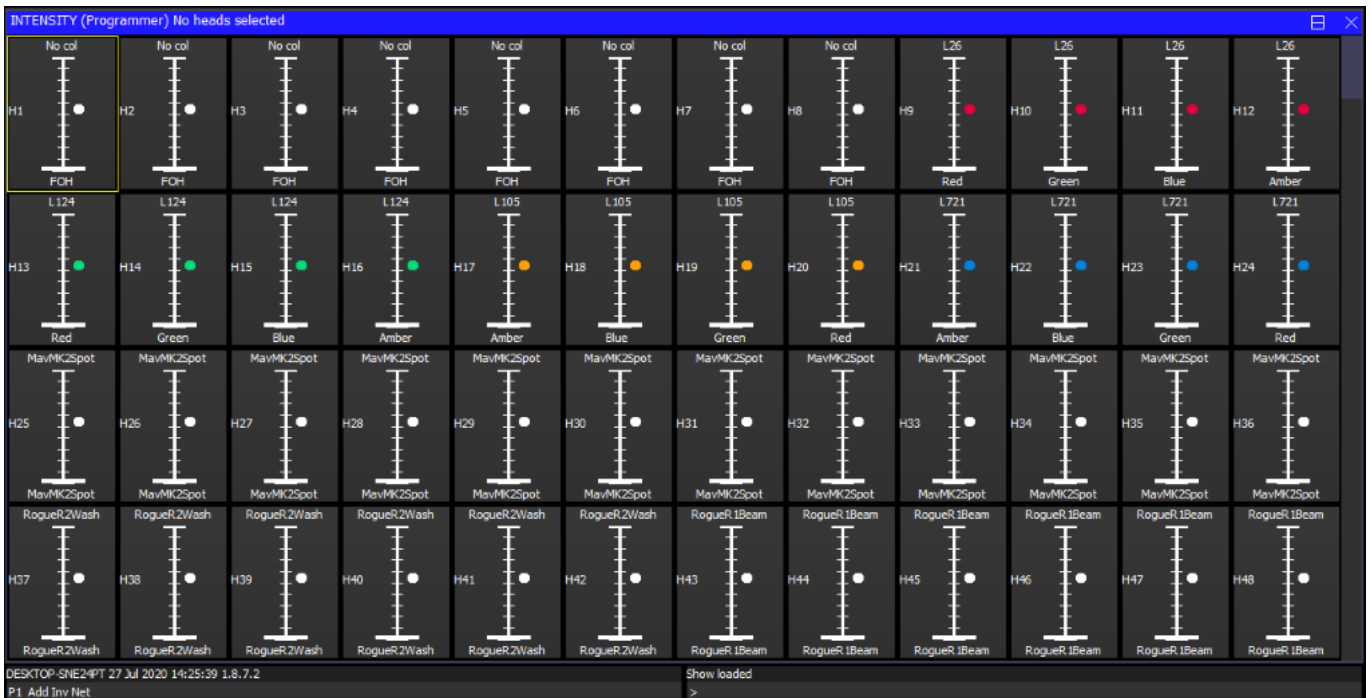 INTENSITY (Programmer) No heads selected
No col No col No col No col No col No col No col No col L26 L26 L26 L26
H1 H2 H3 H4 H5 H6 H7 H8 H9 H10 H11 H12
FOH FOH FOH FOH FOH FOH FOH FOH Red Green Blue Amber
L124 L124 L124 L124 L105 L105 L105 L105 L721 L721 L721 L721
H13 H14 H15 H16 H17 H18 H19 H20 H21 H22 H23 H24
Red Green Blue Amber Amber Blue Green Red Amber Blue Green Red
MavMK2Spot MavMK2Spot MavMK2Spot MavMK2Spot MavMK2Spot MavMK2Spot MavMK2Spot MavMK2Spot MavMK2Spot MavMK2Spot MavMK2Spot MavMK2Spot
H25 H26 H27 H28 H29 H30 H31 H32 H33 H34 H35 H36
MavMK2Spot MavMK2Spot MavMK2Spot MavMK2Spot MavMK2Spot MavMK2Spot MavMK2Spot MavMK2Spot MavMK2Spot MavMK2Spot MavMK2Spot MavMK2Spot
RogueR2Wash RogueR2Wash RogueR2Wash RogueR2Wash RogueR2Wash RogueR2Wash RogueR1Beam RogueR1Beam RogueR1Beam RogueR1Beam RogueR1Beam RogueR1Beam
H37 H38 H39 H40 H41 H42 H43 H44 H45 H46 H47 H48
RogueR2Wash RogueR2Wash RogueR2Wash RogueR2Wash RogueR2Wash RogueR2Wash RogueR1Beam RogueR1Beam RogueR1Beam RogueR1Beam RogueR1Beam RogueR1Beam
DESKTOP-SNE24PT 27 Jul 2020 14:25:39 1.8.7.2 Show loaded
P1 Add Inv Net >